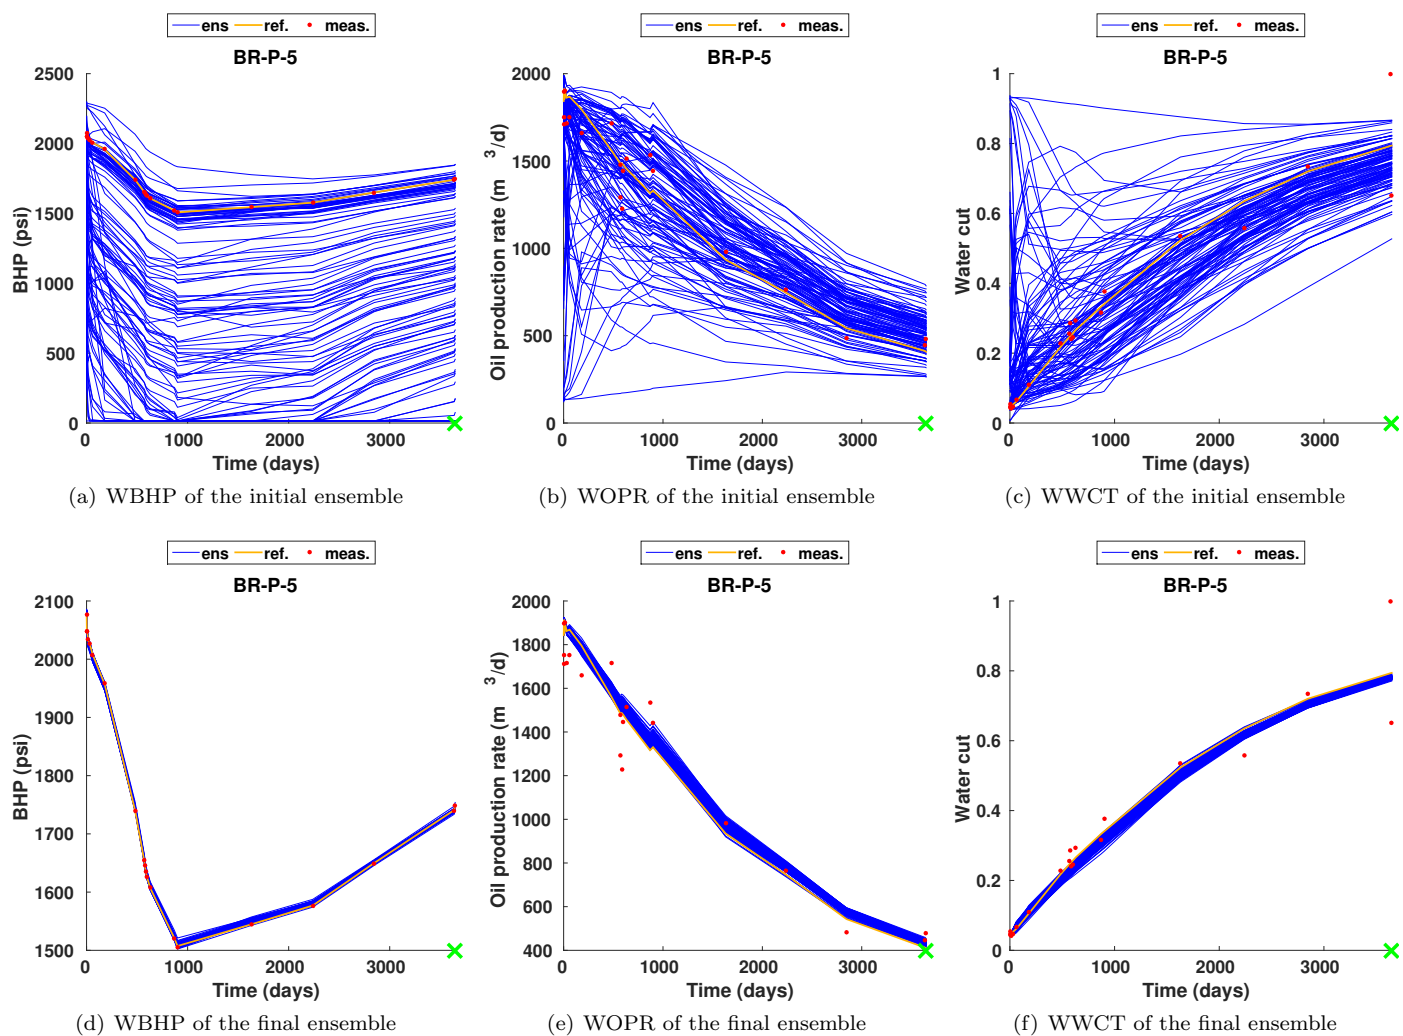 ens ref. meas.
BR-P-5
2500
2000
1500
1000
500
0
BHP (psi)
0 1000 2000 3000
Time (days)
(a) WBHP of the initial ensemble
ens ref. meas.
BR-P-5
2000
1500
1000
500
0
Oil production rate (m 3/d)
0 1000 2000 3000
Time (days)
(b) WOPR of the initial ensemble
ens ref. meas.
BR-P-5
1
0.8
0.6
0.4
0.2
0
Water cut
0 1000 2000 3000
Time (days)
(c) WWCT of the initial ensemble
ens ref. meas.
BR-P-5
2100
2000
1900
1800
1700
1600
1500
BHP (psi)
0 1000 2000 3000
Time (days)
(d) WBHP of the final ensemble
ens ref. meas.
BR-P-5
2000
1800
1600
1400
1200
1000
800
600
400
Oil production rate (m 3/d)
0 1000 2000 3000
Time (days)
(e) WOPR of the final ensemble
ens ref. meas.
BR-P-5
1
0.8
0.6
0.4
0.2
0
Water cut
0 1000 2000 3000
Time (days)
(f) WWCT of the final ensemble